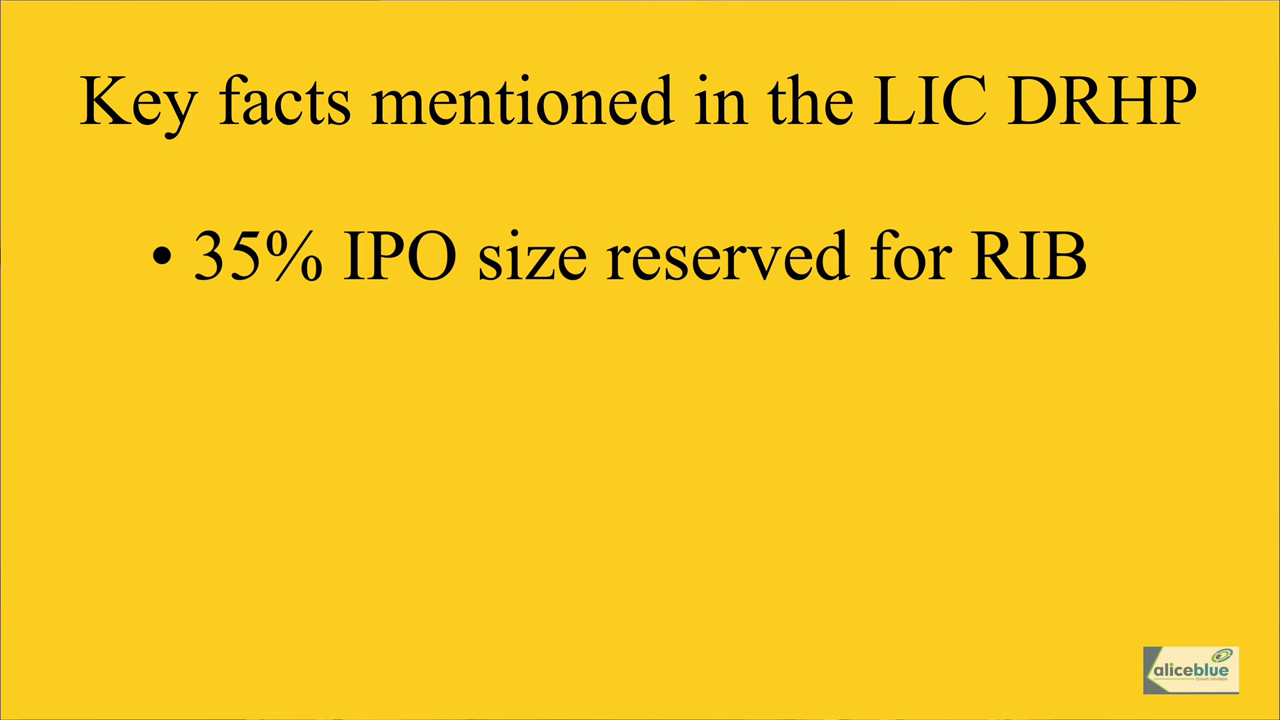 Key facts mentioned in the LIC DRHP
• 35% IPO size reserved for RIB
aliceblue